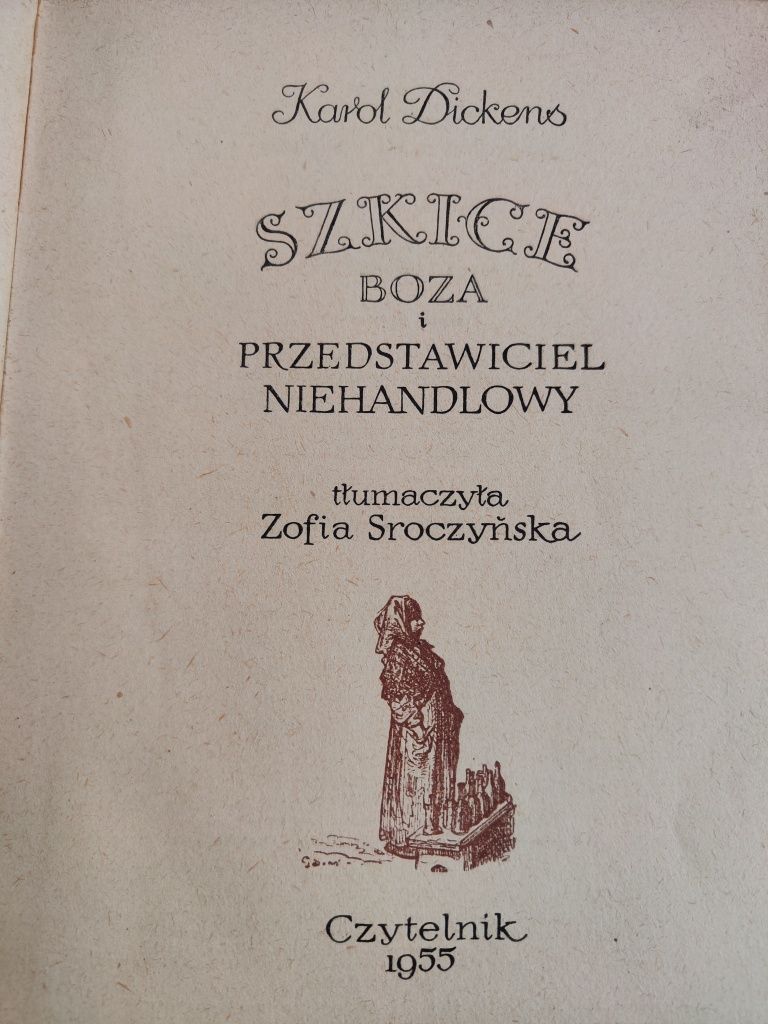 Karol Dickens
SZKICE
BOZA
i
PRZEDSTAWICIEL
NIEHANDLOWY
tłumaczyła
Zofia Sroczyńska
Czytelnik
1955